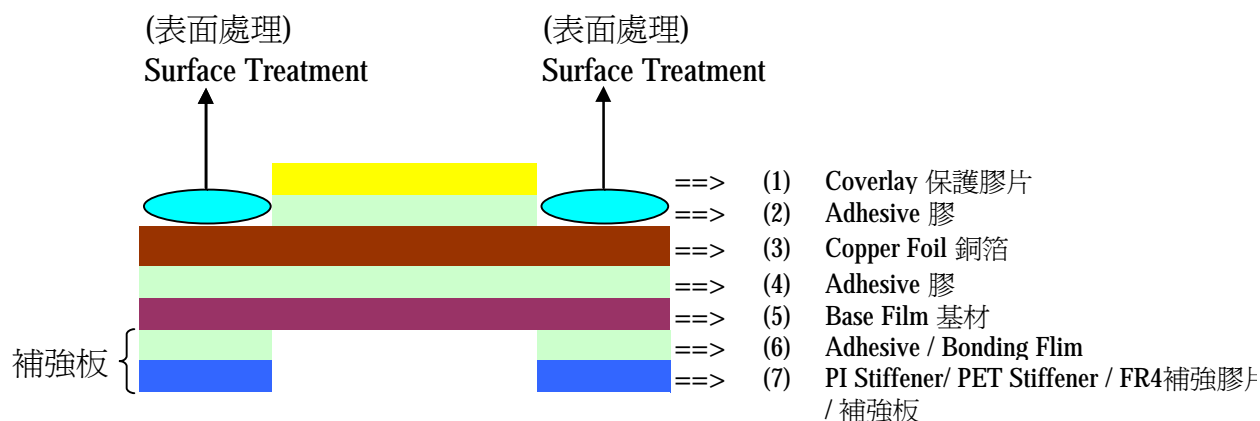 (表面處理)
Surface Treatment
(表面處理)
Surface Treatment
==> (1) Coverlay 保護膠片
==> (2) Adhesive 膠
==> (3) Copper Foil 銅箔
==> (4) Adhesive 膠
==> (5) Base Film 基材
==> (6) Adhesive / Bonding Flim
==> (7) PI Stiffener/ PET Stiffener / FR4補強膠片
/ 補強板
補強板